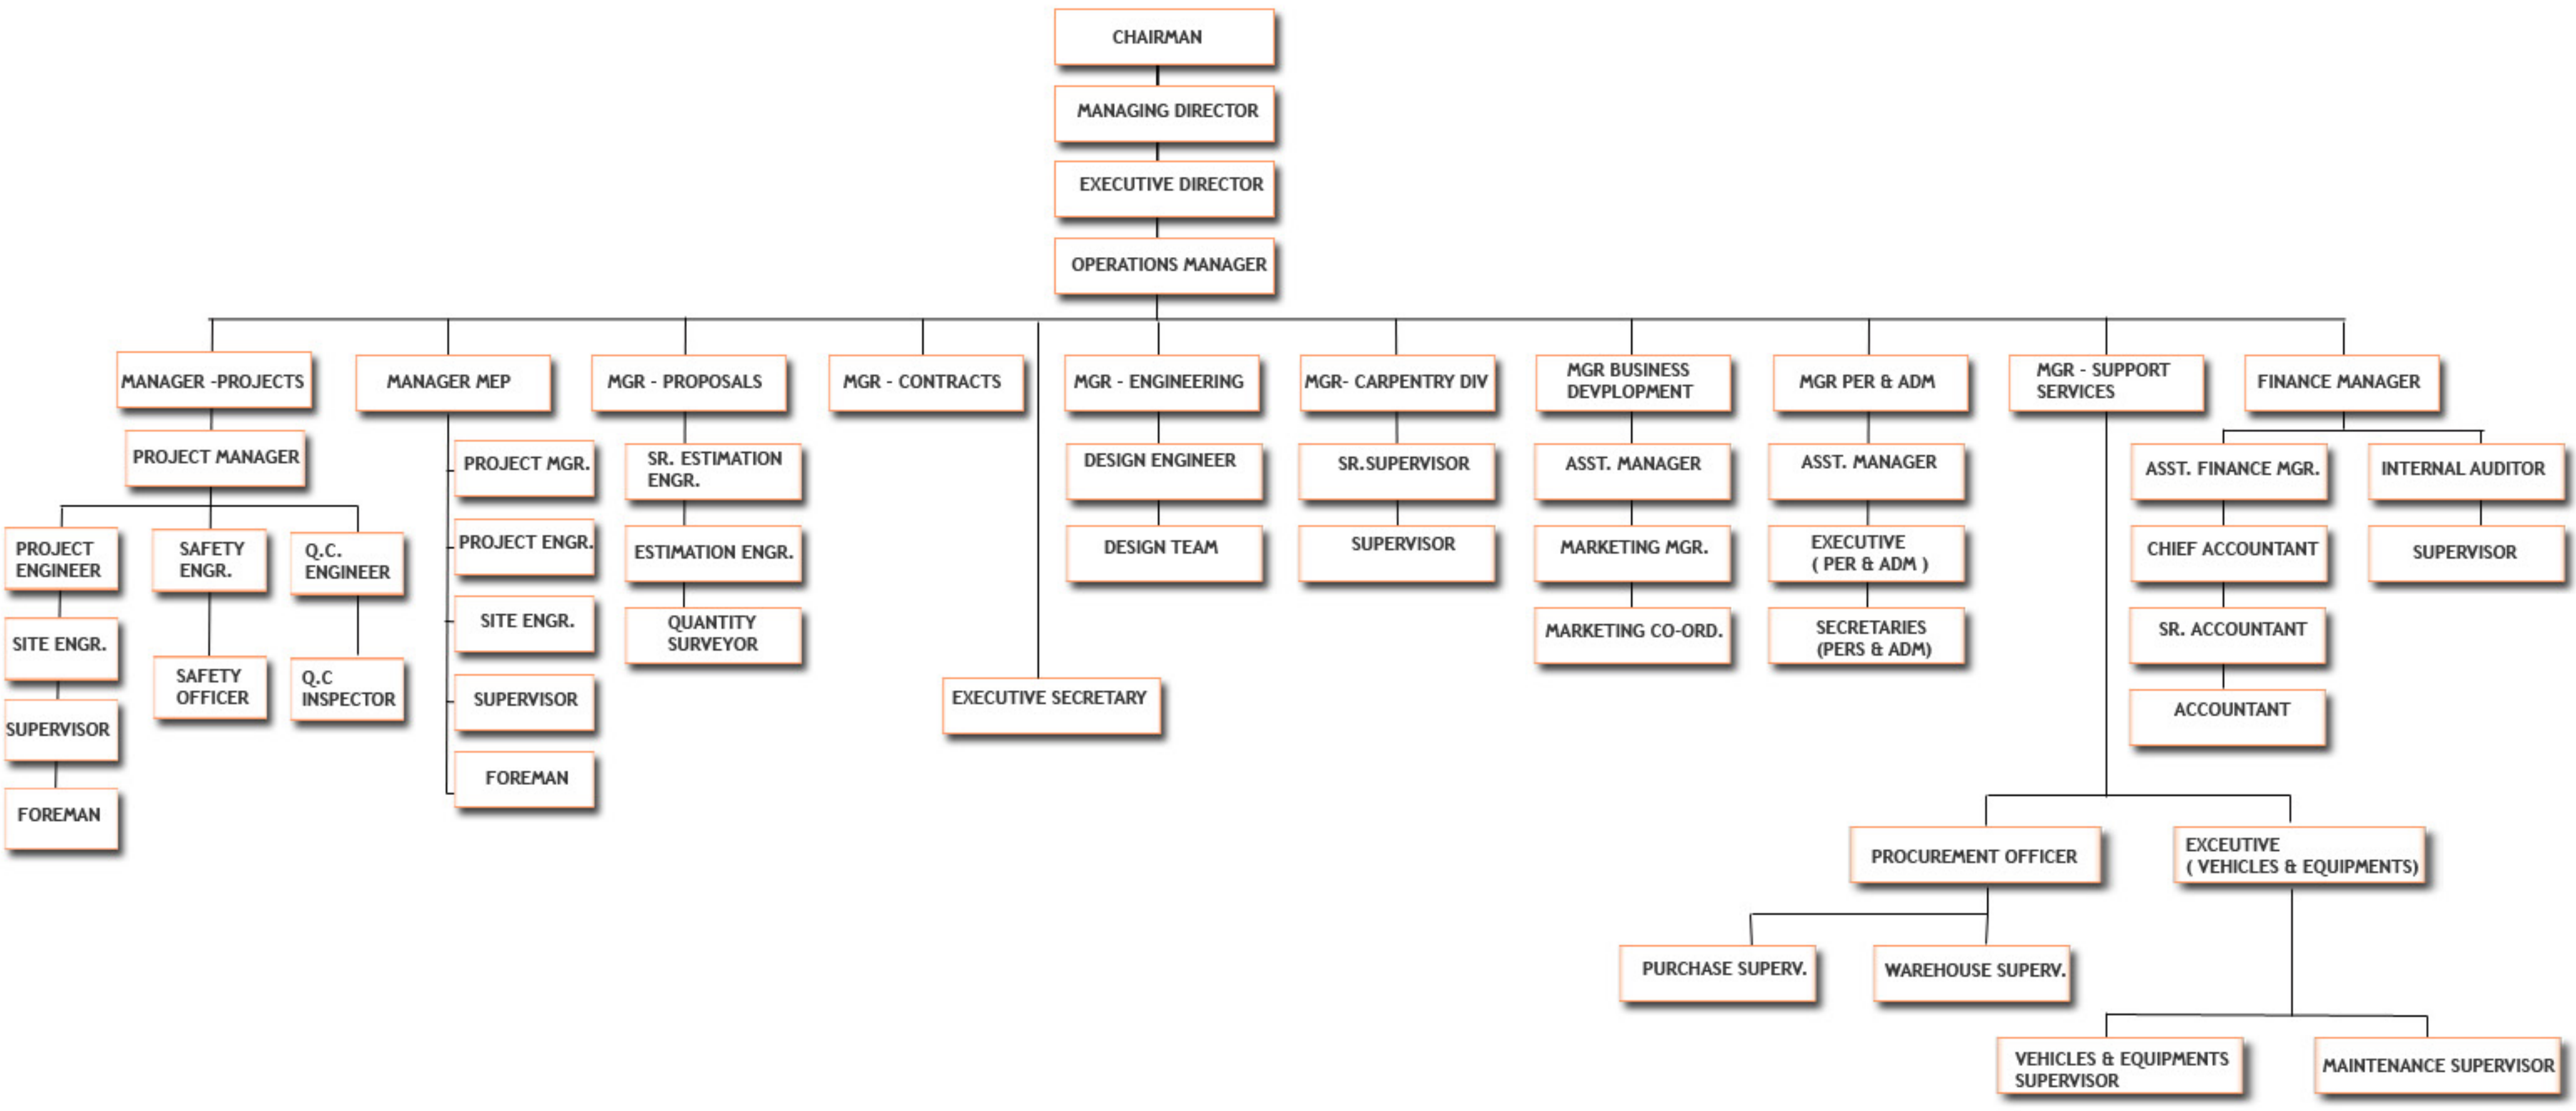 CHAIRMAN
MANAGING DIRECTOR
EXECUTIVE DIRECTOR
OPERATIONS MANAGER
MANAGER -PROJECTS
MANAGER MEP
MGR - PROPOSALS
MGR - CONTRACTS
MGR - ENGINEERING
MGR- CARPENTRY DIV
MGR BUSINESS
DEVPLOPMENT
MGR PER & ADM
MGR - SUPPORT
SERVICES
FINANCE MANAGER
PROJECT MANAGER
PROJECT
ENGINEER
SAFETY
ENGR.
Q.C.
ENGINEER
SITE ENGR.
SAFETY
OFFICER
Q.C
INSPECTOR
SUPERVISOR
FOREMAN
PROJECT MGR.
PROJECT ENGR.
SITE ENGR.
SUPERVISOR
FOREMAN
SR. ESTIMATION
ENGR.
ESTIMATION ENGR.
QUANTITY
SURVEYOR
EXECUTIVE SECRETARY
DESIGN ENGINEER
DESIGN TEAM
SR.SUPERVISOR
SUPERVISOR
ASST. MANAGER
MARKETING MGR.
MARKETING CO-ORD.
ASST. MANAGER
EXECUTIVE
( PER & ADM )
SECRETARIES
(PERS & ADM)
ASST. FINANCE MGR.
CHIEF ACCOUNTANT
SR. ACCOUNTANT
ACCOUNTANT
INTERNAL AUDITOR
SUPERVISOR
PROCUREMENT OFFICER
EXCEUTIVE
( VEHICLES & EQUIPMENTS)
PURCHASE SUPERV.
WAREHOUSE SUPERV.
VEHICLES & EQUIPMENTS
SUPERVISOR
MAINTENANCE SUPERVISOR